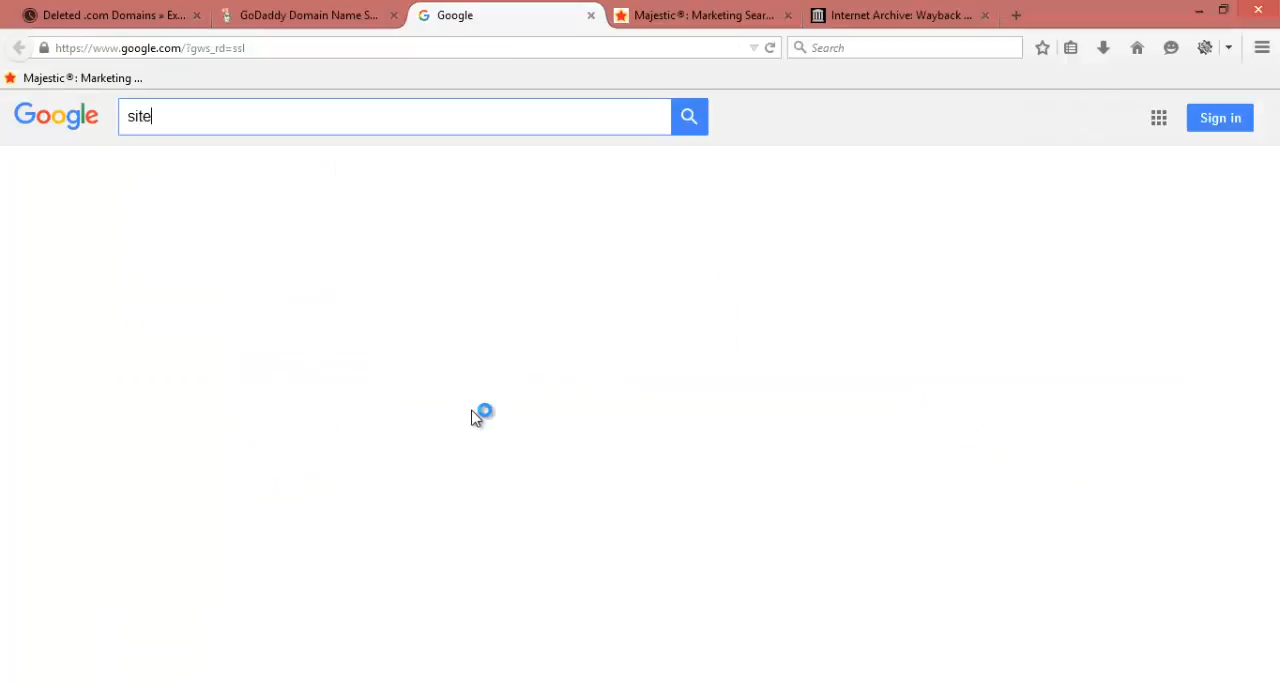 Deleted .com Domains » Ex...
GoDaddy Domain Name S...
Google
Majestic®: Marketing Sear...
Internet Archive: Wayback ...
https://www.google.com/?gws_rd=ssl
Search
Majestic®: Marketing ...
Google
site
Sign in